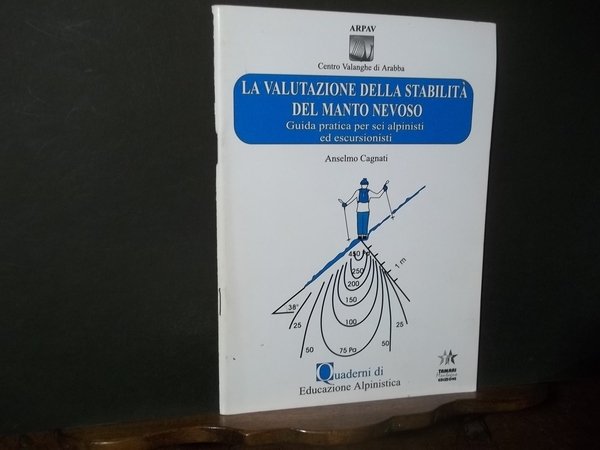 ARPAV
Centro Valanghe di Arabba
LA VALUTAZIONE DELLA STABILITÀ
DEL MANTO NEVOSO
Guida pratica per sci alpinisti
ed escursionisti
Anselmo Cagnati
450
250
200
150
100
75 Pa
1 m
38°
25
50
25
50
Quaderni di
Educazione Alpinistica
TAMARI
EDIZIONI